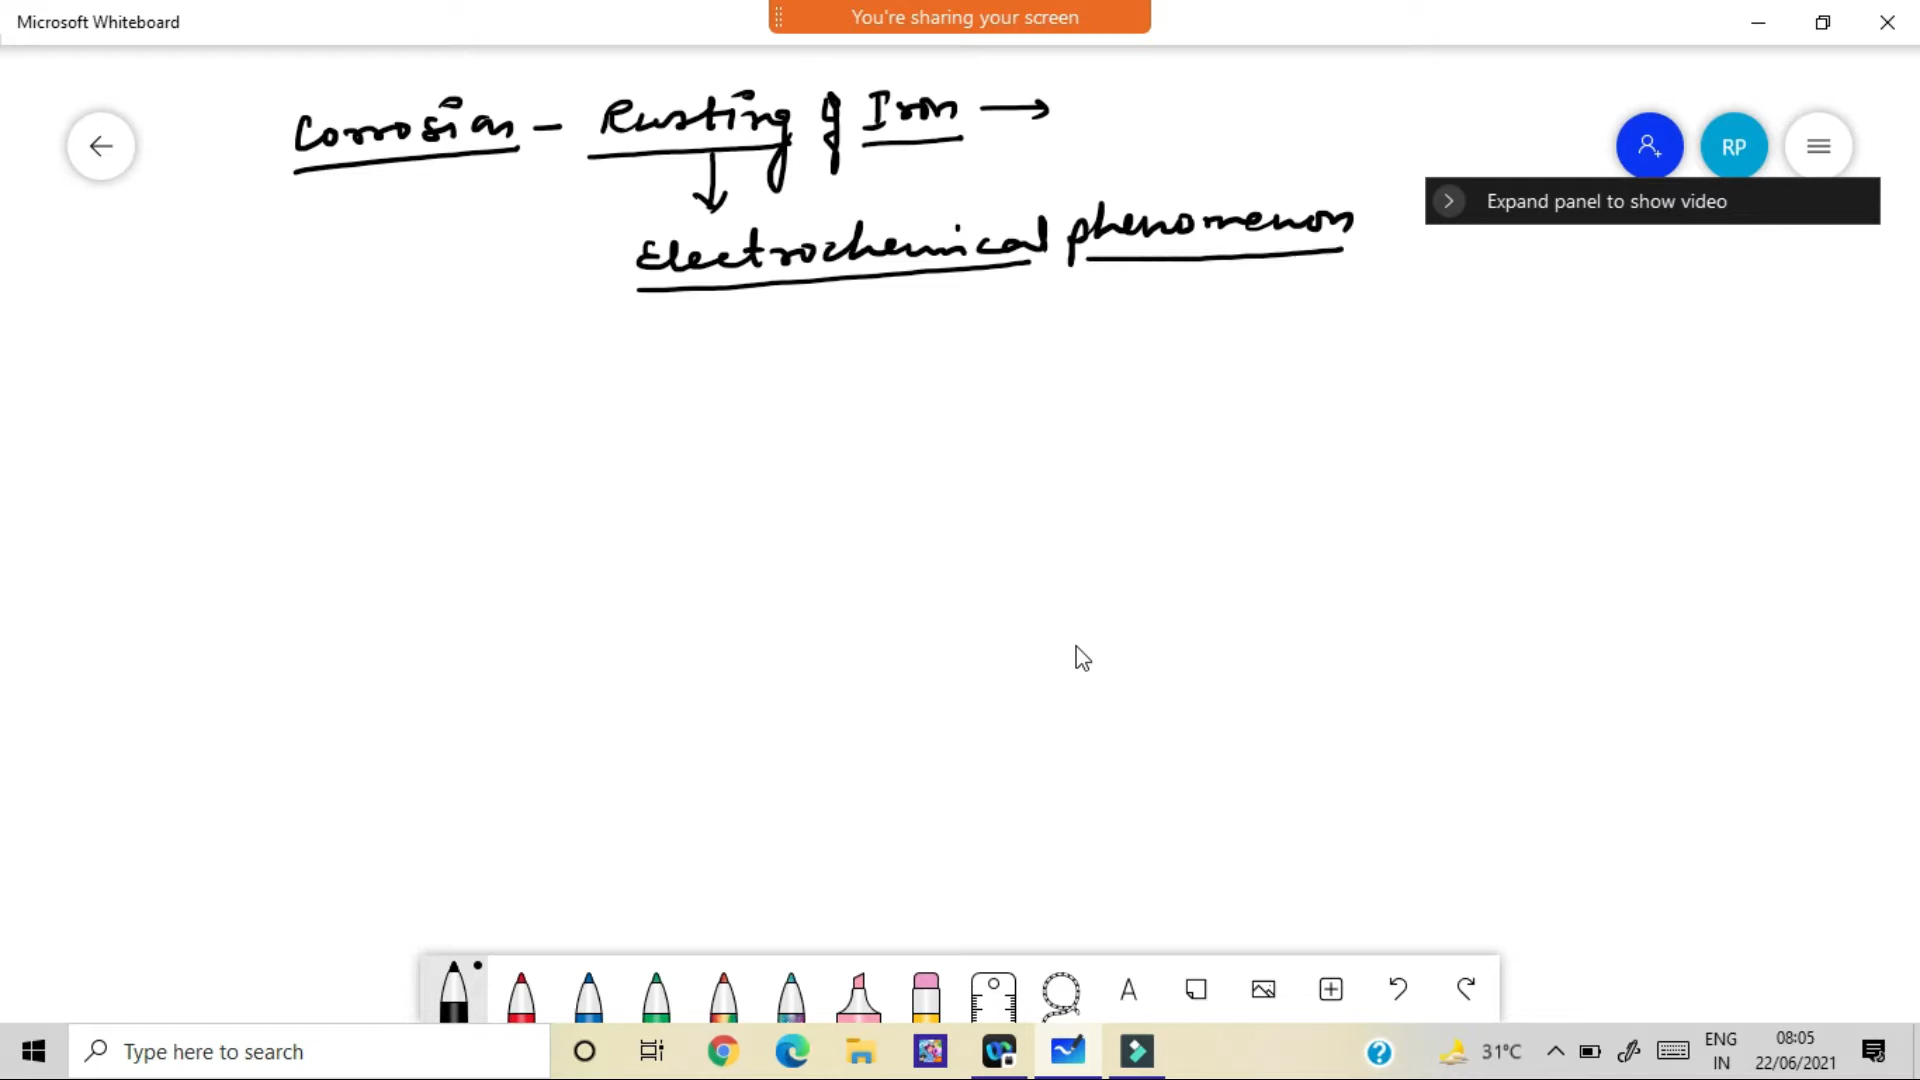 Microsoft Whiteboard
You're sharing your screen
Corrosion - Rusting of Iron →
RP
Expand panel to show video
↓
Electrochemical phenomenon
A
Type here to search
31°C
ENG
IN
08:05
22/06/2021